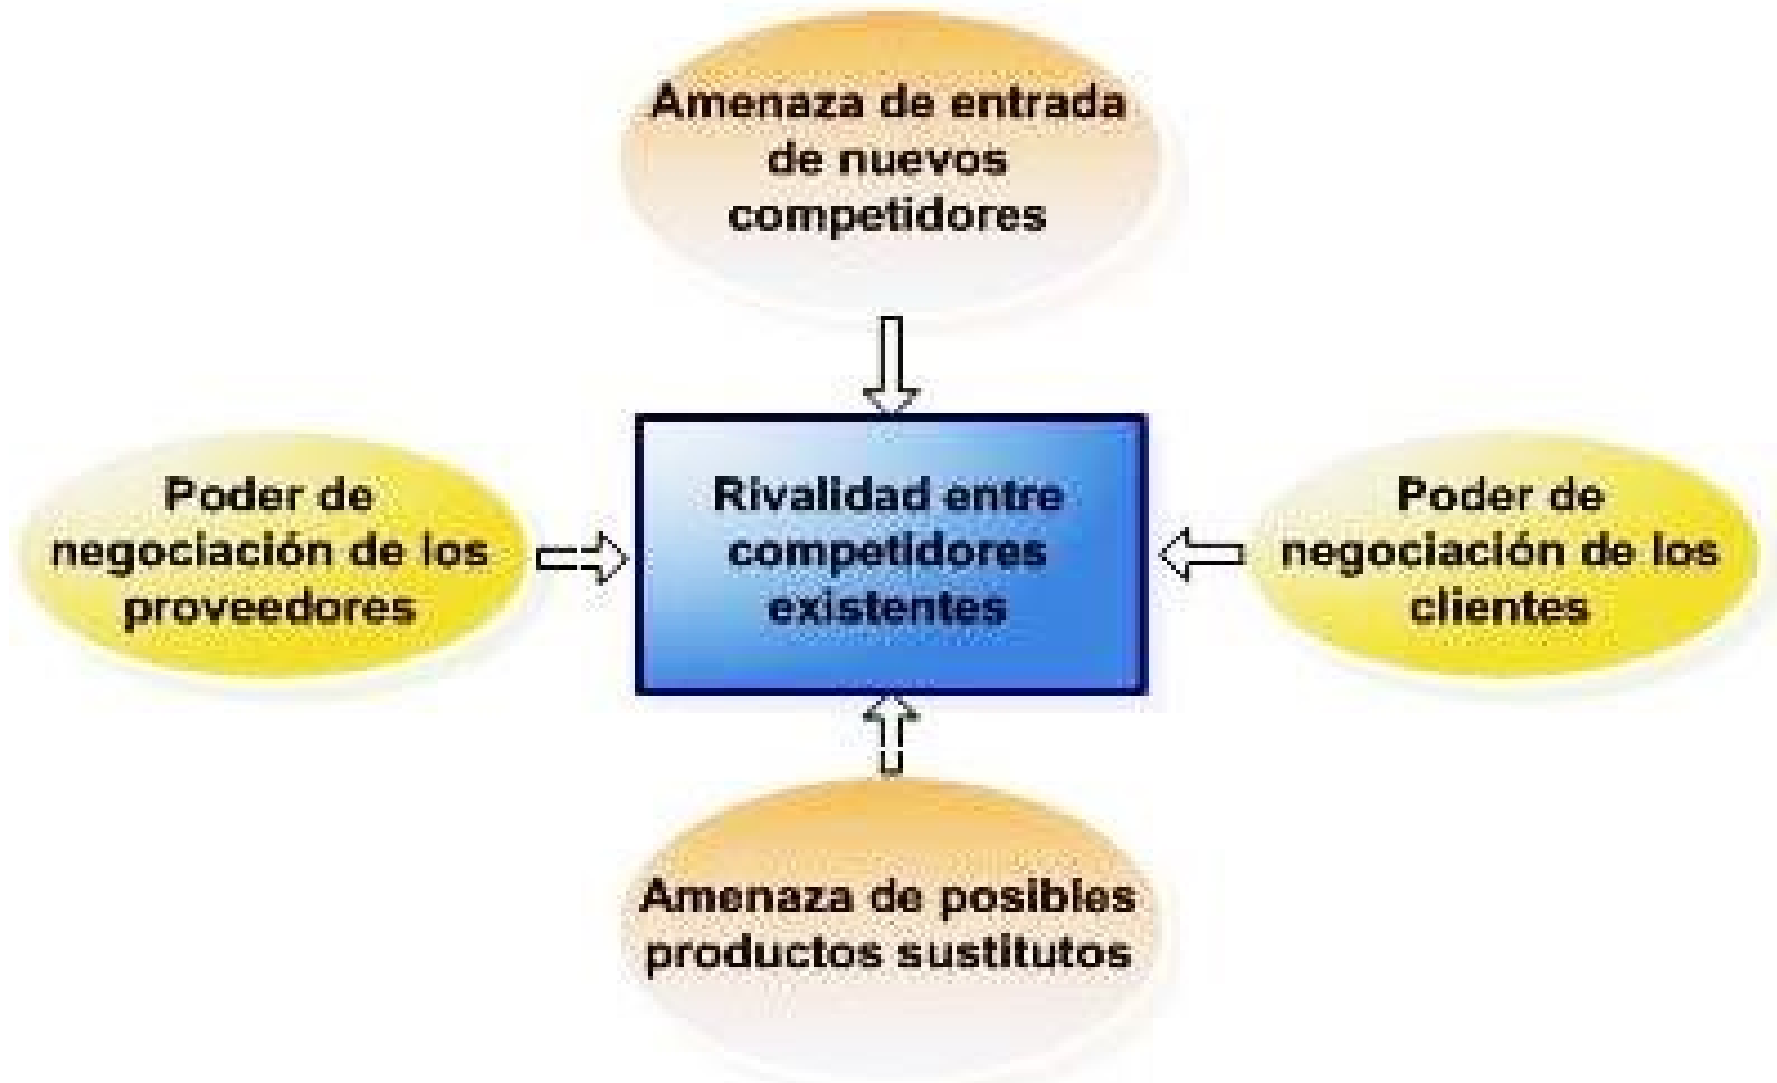 Amenaza de entrada
de nuevos
competidores
Poder de
negociación de los
proveedores
Rivalidad entre
competidores
existentes
Poder de
negociación de los
clientes
Amenaza de posibles
productos sustitutos